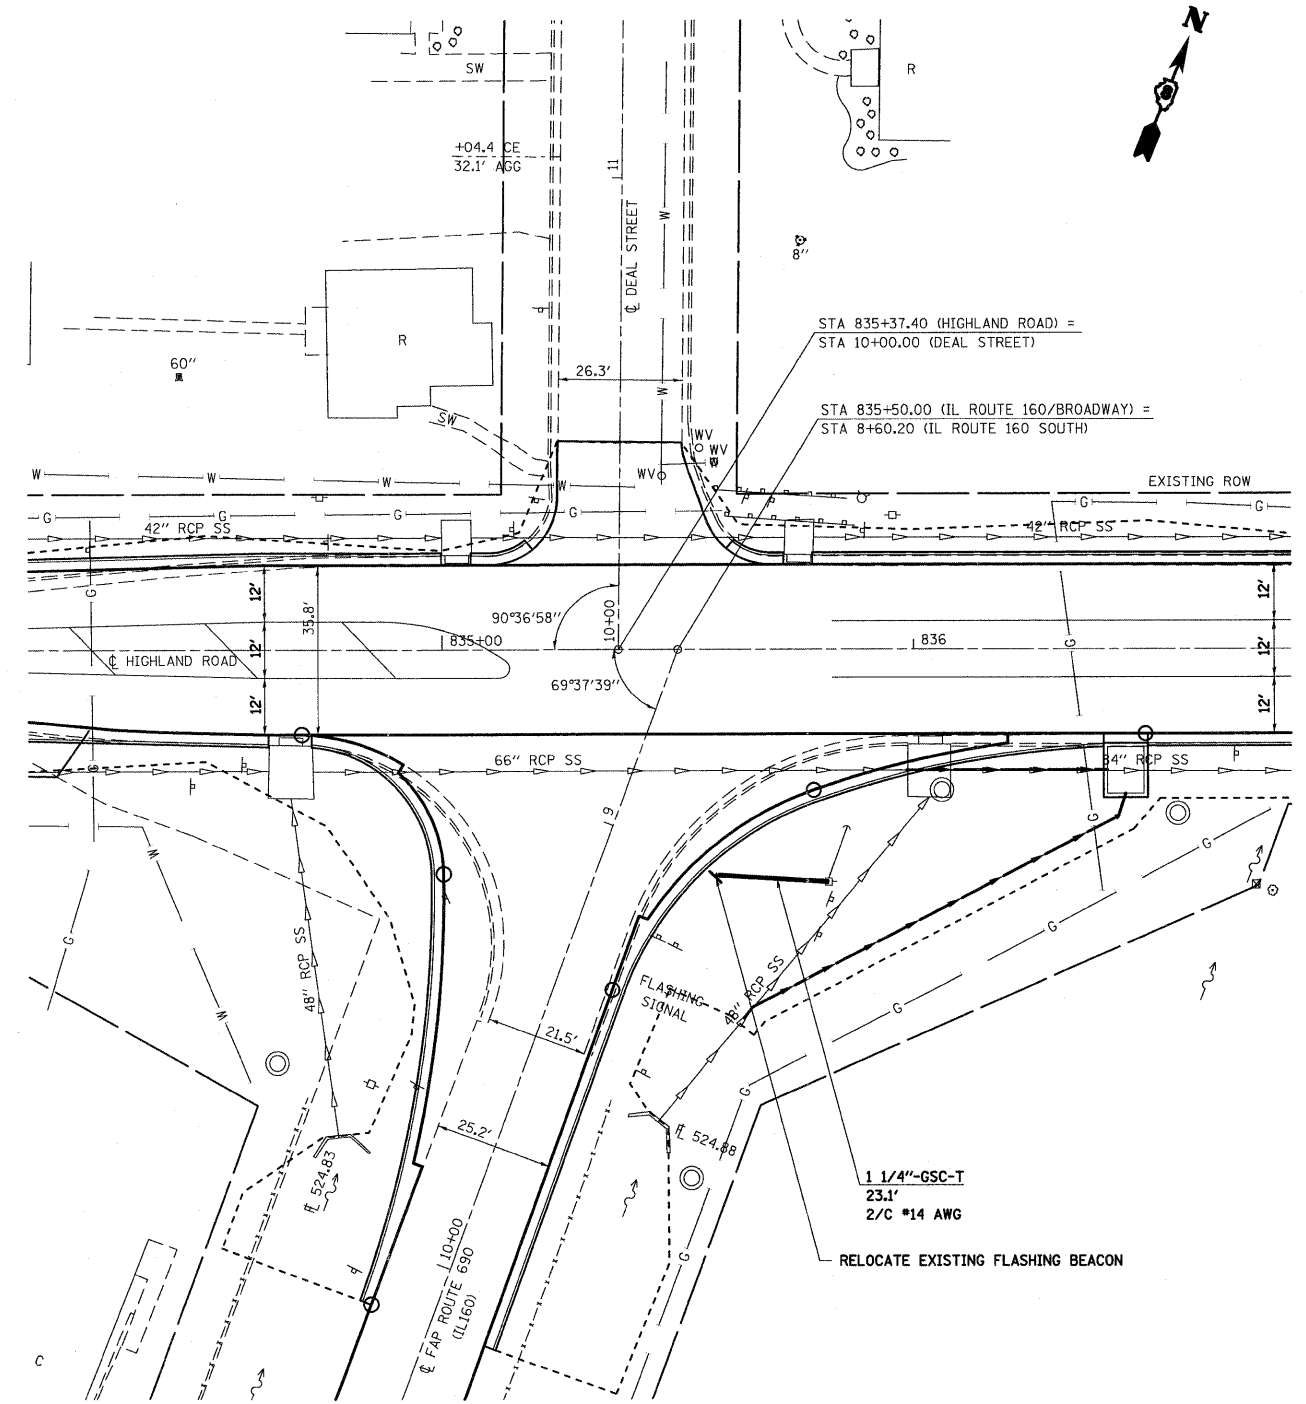 N
8
SW
R
+04.4 CE
32.1' AGG
11
W
℄ DEAL STREET
8"
STA 835+37.40 (HIGHLAND ROAD) =
STA 10+00.00 (DEAL STREET)
R
60"
26.3'
W
SW
STA 835+50.00 (IL ROUTE 160/BROADWAY) =
STA 8+60.20 (IL ROUTE 160 SOUTH)
WV
WV
WV
W
W
W
W
EXISTING ROW
G
G
G
G
G
G
42" RCP SS
42" RCP SS
12'
35.8'
G
90°36'58"
10+00
12'
835+00
836
G
12'
12'
℄ HIGHLAND ROAD
69°37'39"
12'
12'
66" RCP SS
84" RCP SS
G
9
G
W
G
G
48" RCP SS
G
48" RCP SS
FLASHING
SIGNAL
W
G
21.5'
G
25.2'
℄ 524.88
℄ 524.83
1 1/4"-GSC-T
23.1'
2/C #14 AWG
10+00
G
RELOCATE EXISTING FLASHING BEACON
℄ FAP ROUTE 690
(IL160)
C